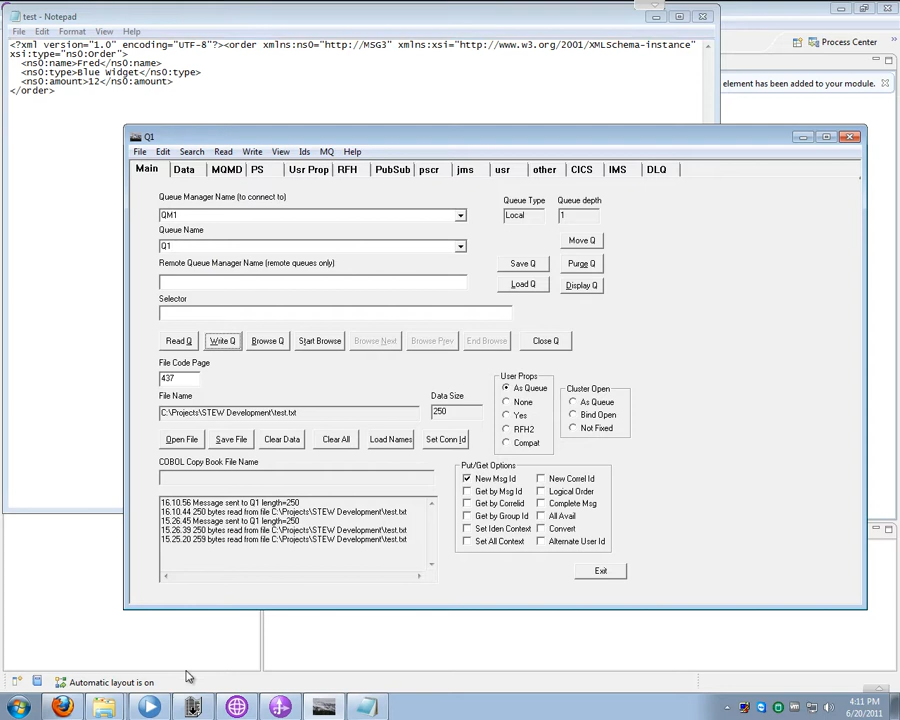 test - Notepad
File Edit Format View Help
<?xml version="1.0" encoding="UTF-8"?><order xmlns:ns0="http://MSG3" xmlns:xsi="http://www.w3.org/2001/XMLSchema-instance"
xsi:type="ns0:order">
<ns0:name>Fred</ns0:name>
<ns0:type>Blue Widget</ns0:type>
<ns0:amount>12</ns0:amount>
</order>
Process Center
element has been added to your module.
Q1
File Edit Search Read Write View Ids MQ Help
Main Data MQMD PS Usr Prop RFH PubSub pscr jms usr other CICS IMS DLQ
Queue Manager Name (to connect to)
QM1
Queue Type Queue depth
Local 1
Queue Name
Q1
Move Q
Remote Queue Manager Name (remote queues only)
Save Q Purge Q
Load Q Display Q
Selector
Read Q Write Q Browse Q Start Browse Browse Next Browse Prev End Browse Close Q
File Code Page
437
User Props
As Queue
None
Yes
RFH2
Compat
Cluster Open
As Queue
Bind Open
Not Fixed
File Name Data Size
C:\Projects\STEW Development\test.txt 250
Open File Save File Clear Data Clear All Load Names Set Conn Id
COBOL Copy Book File Name
Put/Get Options
New Msg Id New Correl Id
Get by Msg Id Logical Order
Get by Correlid Complete Msg
Get by Group Id All Avail
Set Iden Context Convert
Set All Context Alternate User Id
16.10.56 Message sent to Q1 length=250
16.10.44 250 bytes read from file C:\Projects\STEW Development\test.txt
15.26.45 Message sent to Q1 length=250
15.26.39 250 bytes read from file C:\Projects\STEW Development\test.txt
15.25.20 259 bytes read from file C:\Projects\STEW Development\test.txt
Exit
Automatic layout is on
4:11 PM
6/20/2011